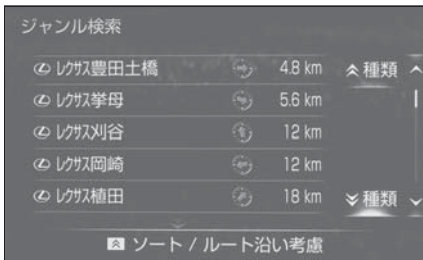 ジャンル検索
レクサス豊田土橋 4.8 km
種類
レクサス挙母 5.6 km
レクサス刈谷 12 km
レクサス岡崎 12 km
レクサス植田 18 km
種類
ソート / ルート沿い考慮